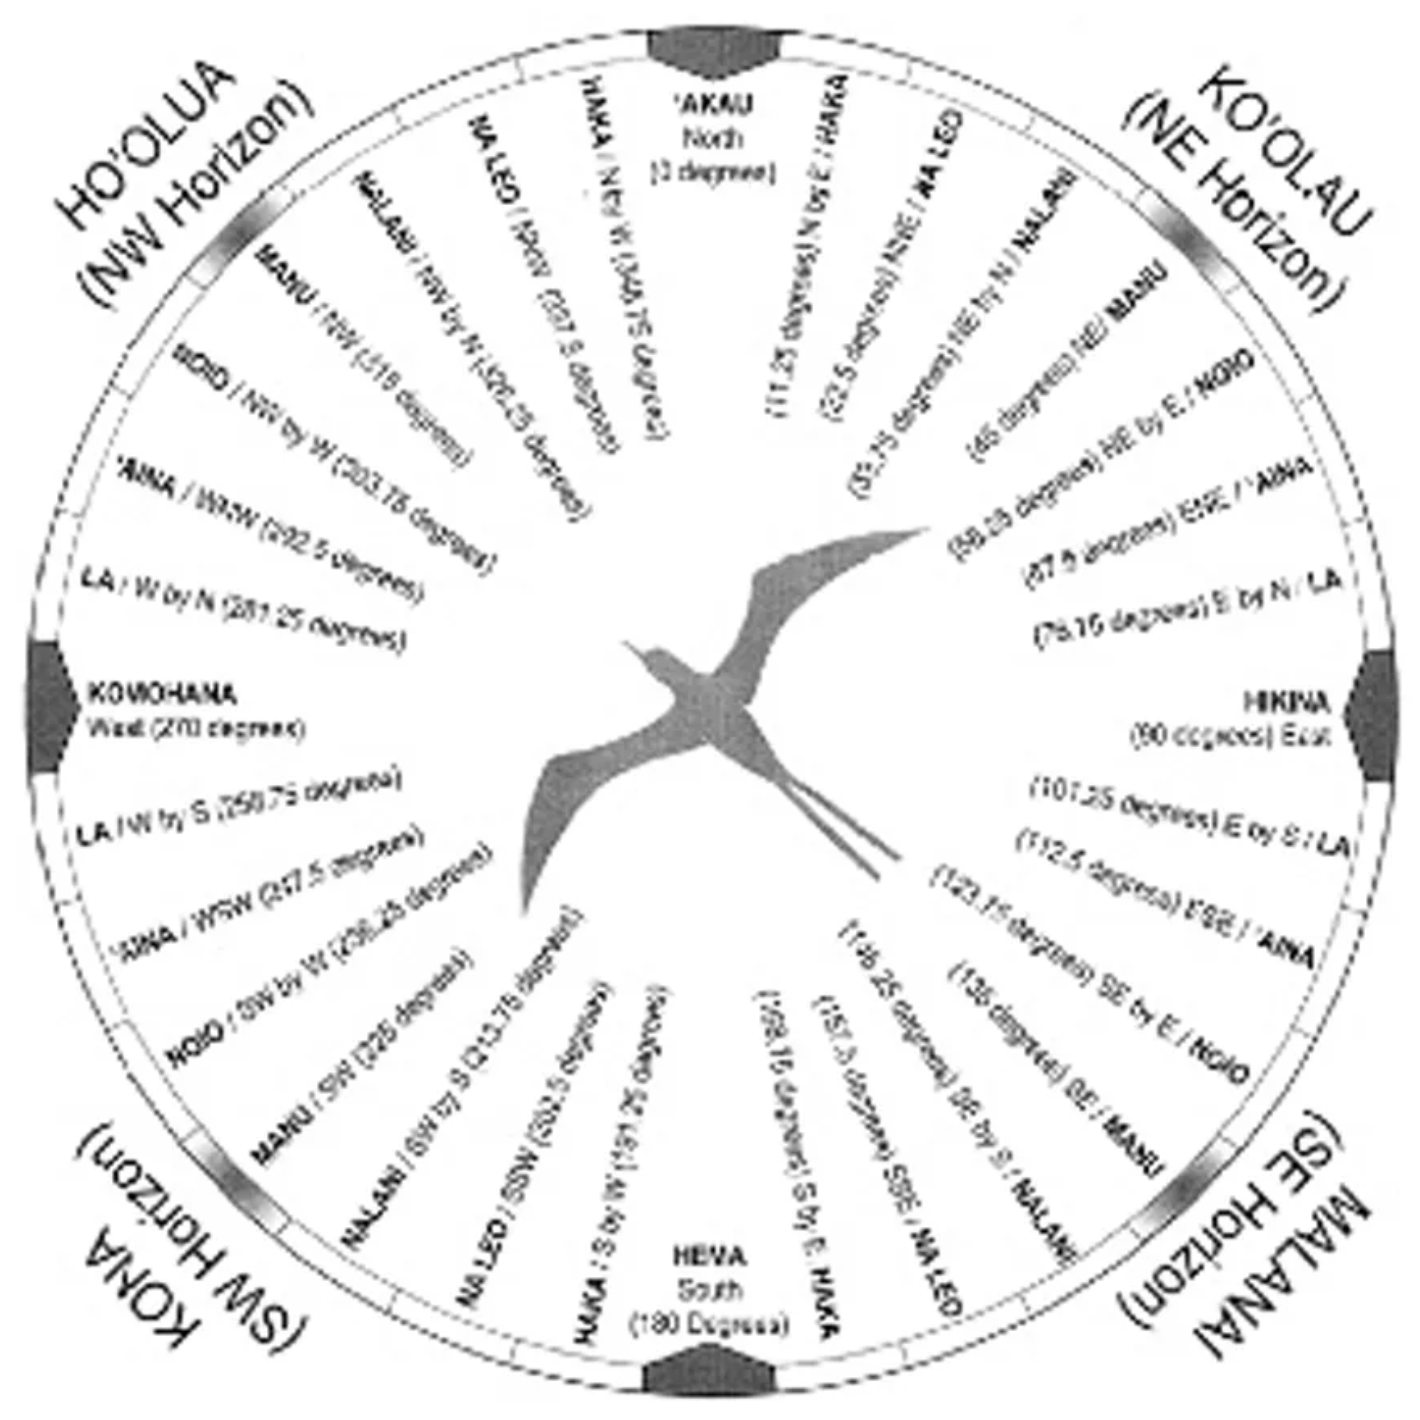 HO'OLUA
(NW Horizon)
KO'OLAU
(NE Horizon)
'AKAU
North
(0 degrees)
(11.25 degrees) N by E / HAKA
(22.5 degrees) NNE / NA LEO
(33.75 degrees) NE by N / NALANI
(45 degrees) NE/ MANU
(56.25 degrees) NE by E / NOIO
(67.5 degrees) ENE / 'AINA
(78.15 degrees) E by N / LA
HIKINA
(90 degrees) East
(101.25 degrees) E by S / LA
(112.5 degrees) ESE / 'AINA
(123.75 degrees) SE by E / NOIO
(135 degrees) SE / MANU
(146.25 degrees) SE by S / NALANI
(157.5 degrees) SSE / NA LEO
(168.15 degrees) S by E HAKA
MALANAI
(SE Horizon)
HEMA
South
(180 Degrees)
HAKA / S by W (191.25 degrees)
NA LEO / SSW (202.5 degrees)
NALANI / SW by S (213.75 degrees)
MANU / SW (225 degrees)
NOIO / SW by W (236.25 degrees)
'AINA / WSW (247.5 degrees)
LA / W by S (258.75 degrees)
KONA
(SW Horizon)
KOMOHANA
West (270 degrees)
LA / W by N (281.25 degrees)
'AINA / WNW (292.5 degrees)
NOIO / NW by W (303.75 degrees)
MANU / NW (315 degrees)
NALANI / NW by N (326.25 degrees)
NA LEO / NNW (337.5 degrees)
HAKA / N by W (348.75 degrees)